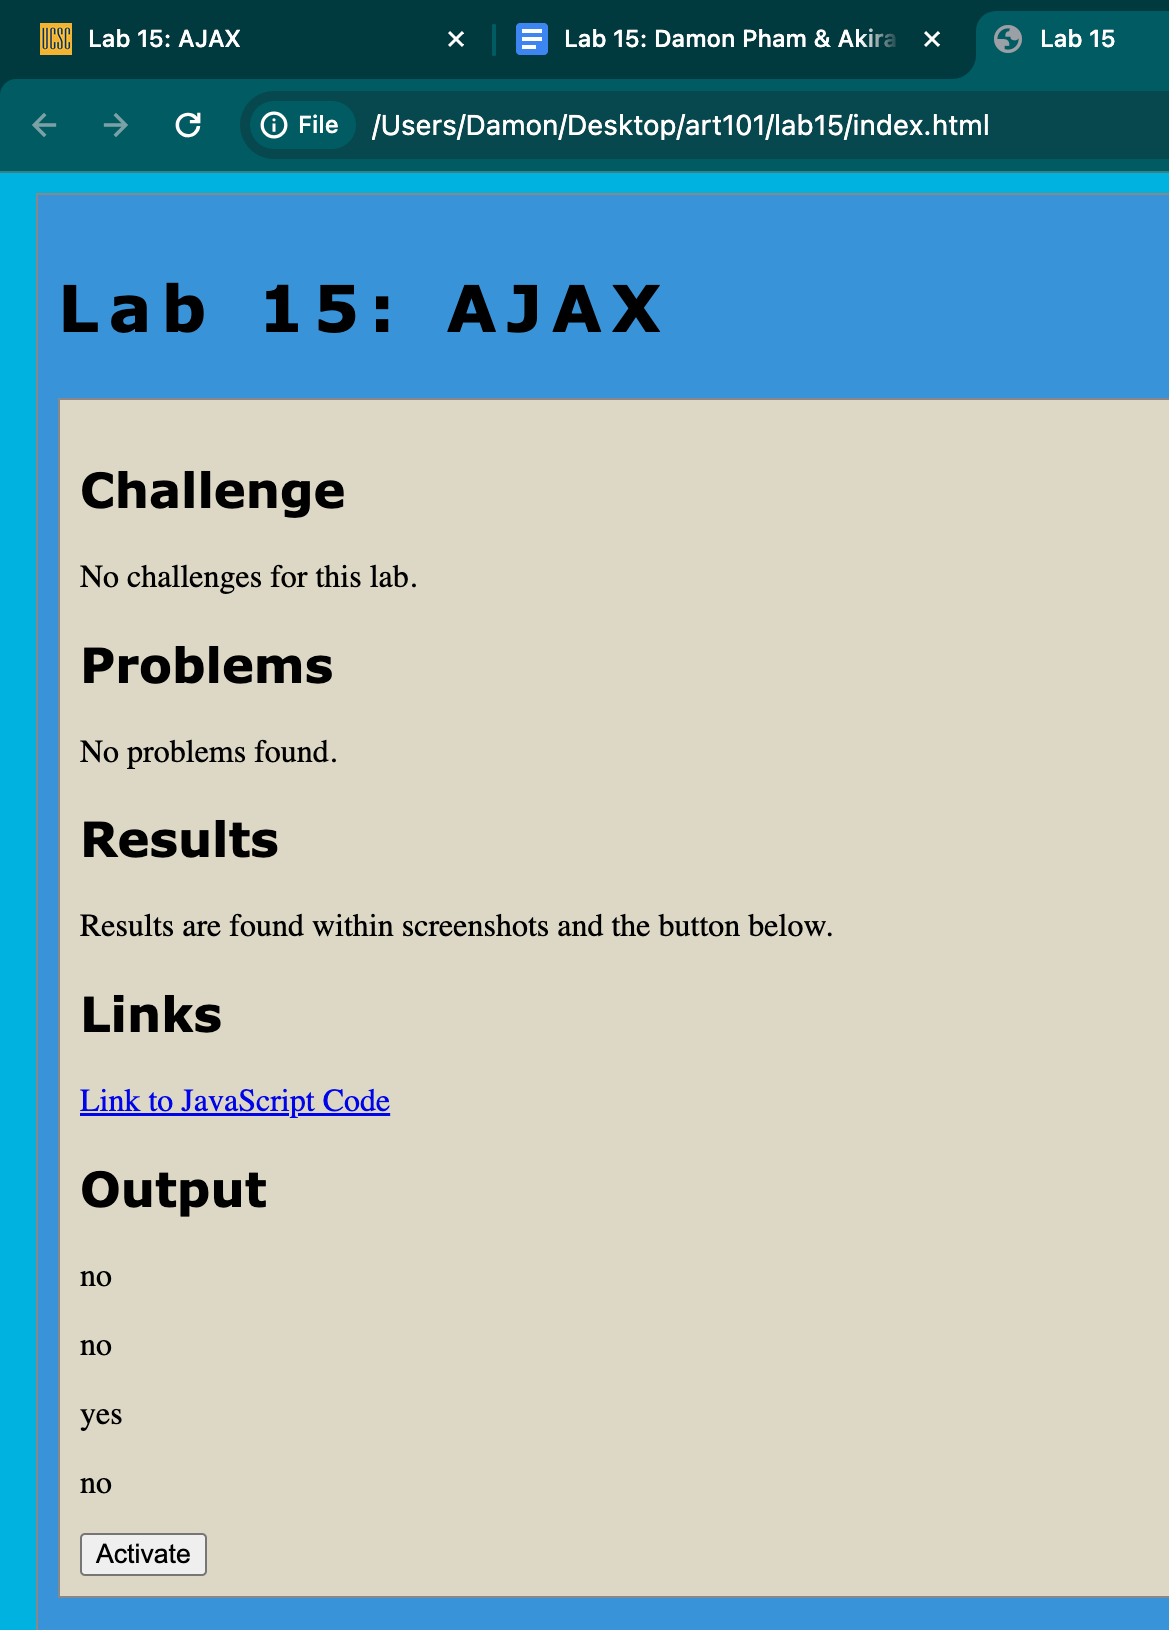 UCSC Lab 15: AJAX
Lab 15: Damon Pham & Akira
Lab 15
File /Users/Damon/Desktop/art101/lab15/index.html
Lab 15: AJAX
Challenge
No challenges for this lab.
Problems
No problems found.
Results
Results are found within screenshots and the button below.
Links
Link to JavaScript Code
Output
no
no
yes
no
Activate